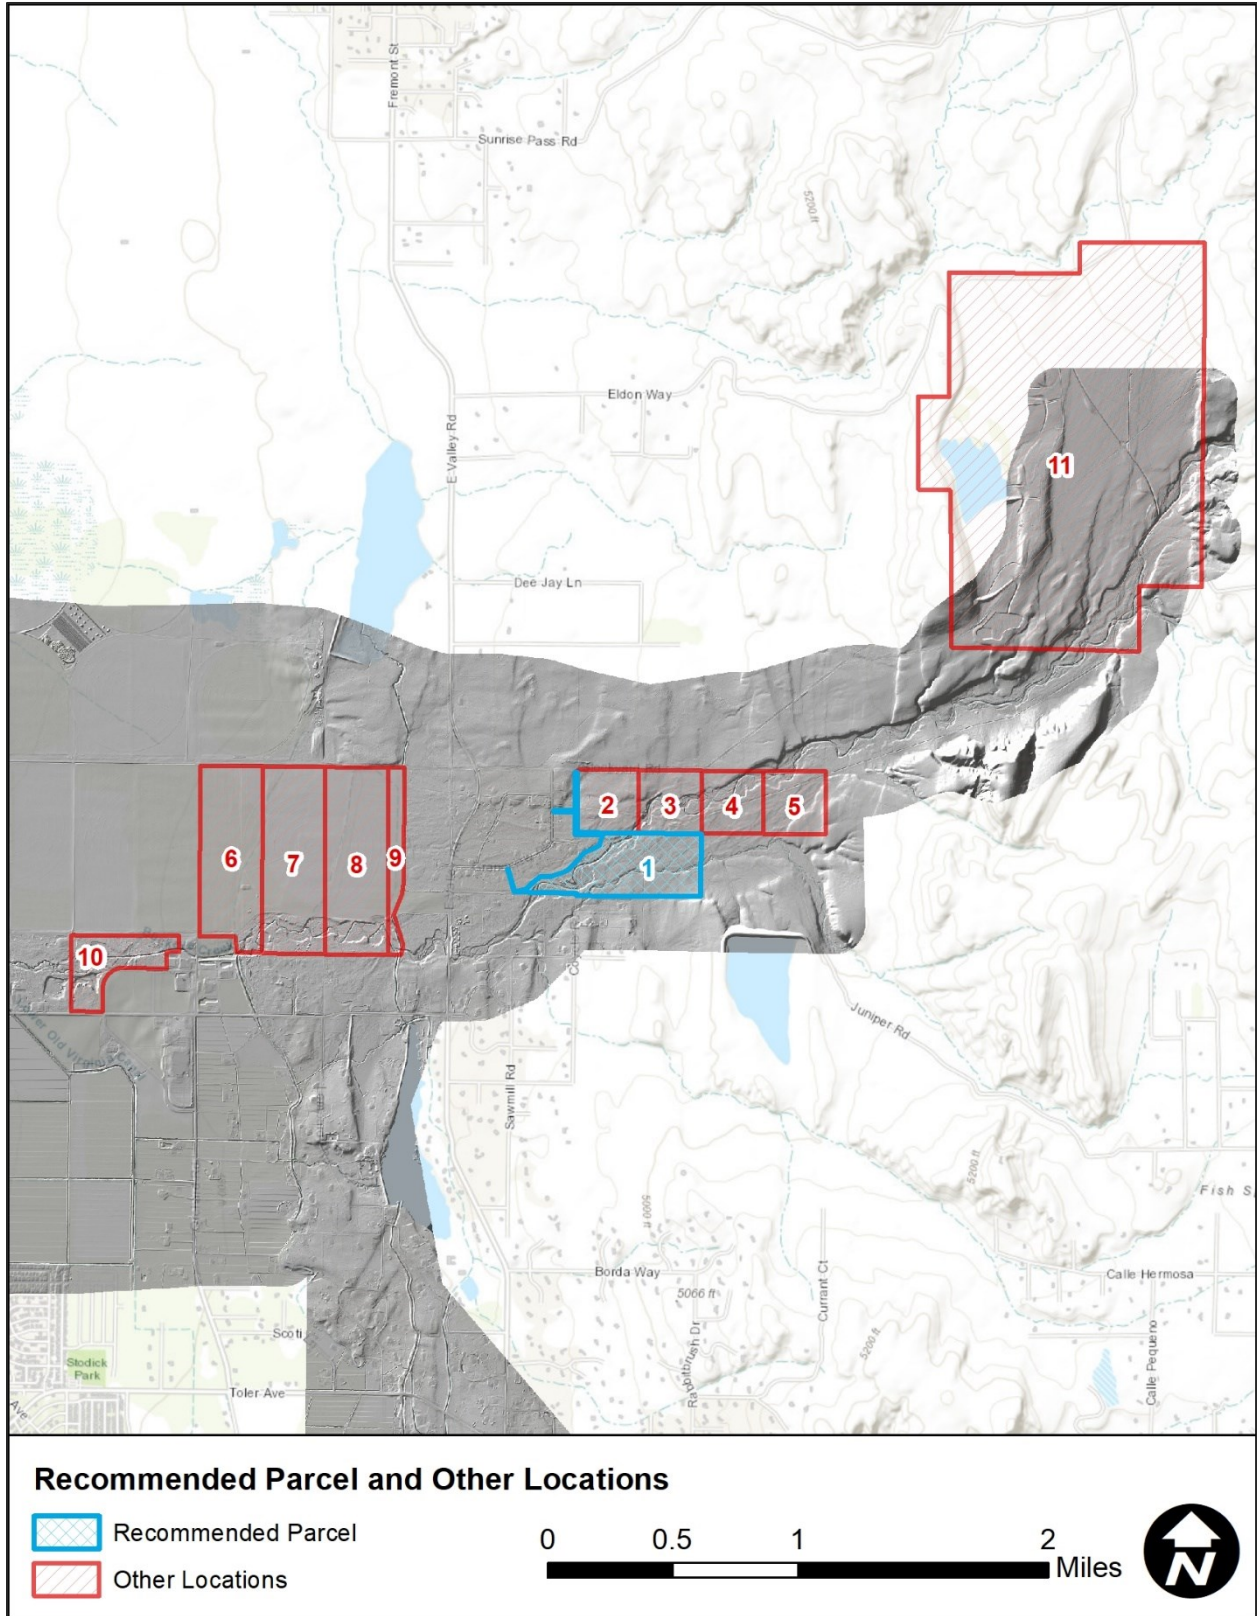 Fremont St
Sunrise Pass Rd
5200 ft
Eldon Way
E Valley Rd
11
Dee Jay Ln
2
3
4
5
6
7
8
9
1
10
Juniper Rd
Sawmill Rd
5200 ft
5000 ft
Fish S
Borda Way
Calle Hermosa
5066 ft
Currant Ct
Rabbitbrush Dr
5200 ft
Calle Pequeno
Scoti
Stodick
Park
Toler Ave
Ave
Recommended Parcel and Other Locations
Recommended Parcel
Other Locations
0 0.5 1 2
Miles
N